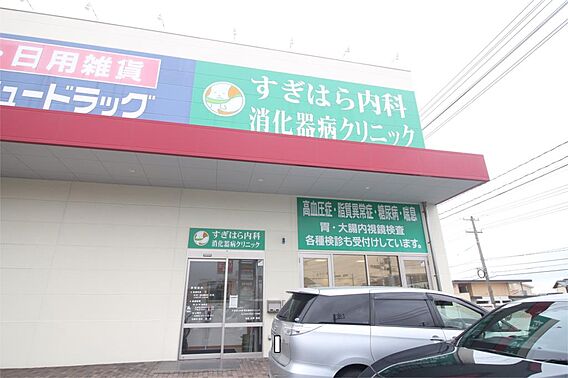 ・日用雑貨
ュードラッグ
すぎはら内科
消化器病クリニック
すぎはら内科
消化器病クリニック
高血圧症・脂質異常症・糖尿病・喘息
胃・大腸内視鏡検査
各種検診も受付けしています。